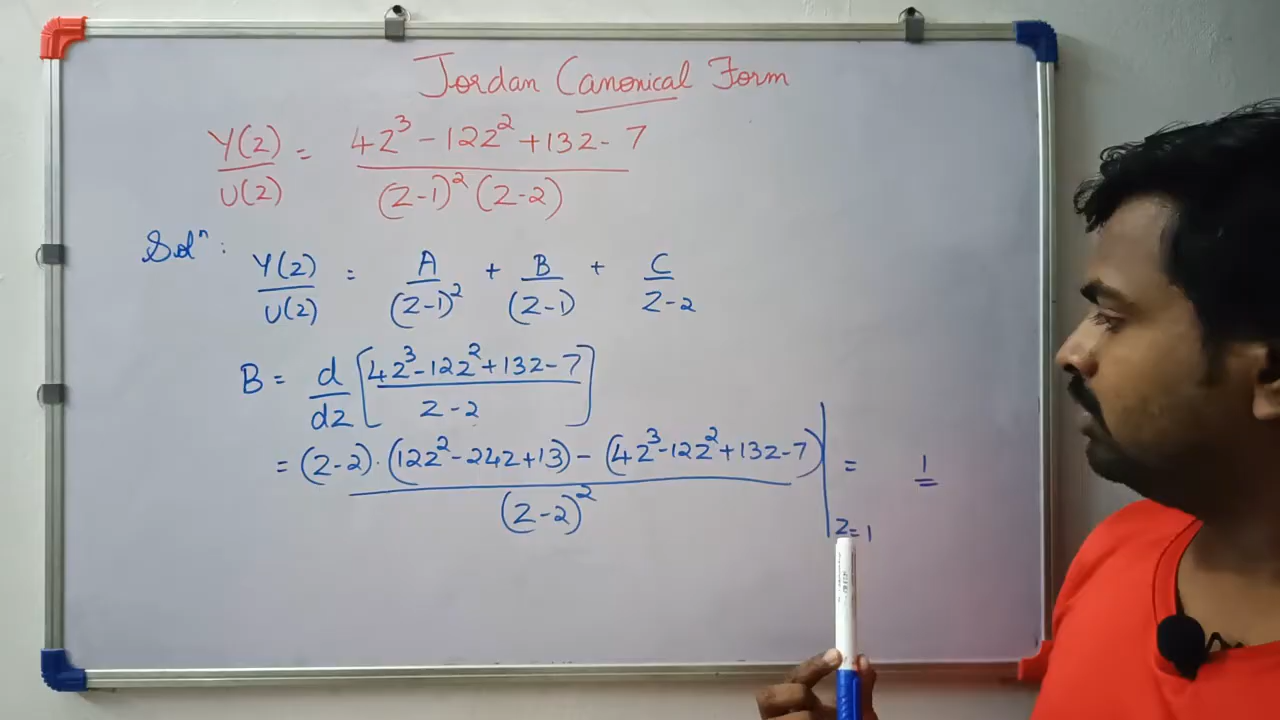 Jordan Canonical Form
Y(z)/U(z) = 4z³ - 12z² + 13z - 7 / (z-1)² (z-2)
Solⁿ :
Y(z)/U(z) = A/(z-1)² + B/(z-1) + C/z-2
B = d/dz [4z³-12z²+13z-7 / z-2]
= (z-2)·(12z²-24z+13) - (4z³-12z²+13z-7) / (z-2)² |z=1 = 1